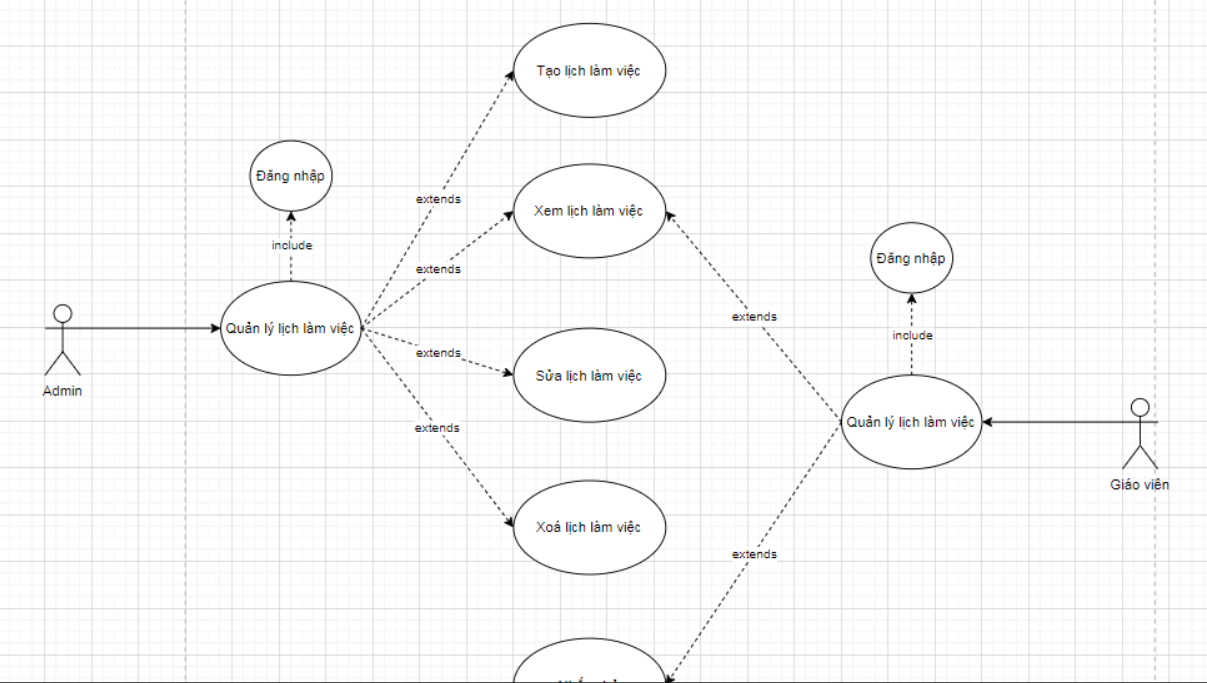 Tạo lịch làm việc
Đăng nhập
extends
Xem lịch làm việc
include
extends
Đăng nhập
extends
Quản lý lịch làm việc
include
extends
Sửa lịch làm việc
Admin
extends
Quản lý lịch làm việc
Giáo viên
Xoá lịch làm việc
extends